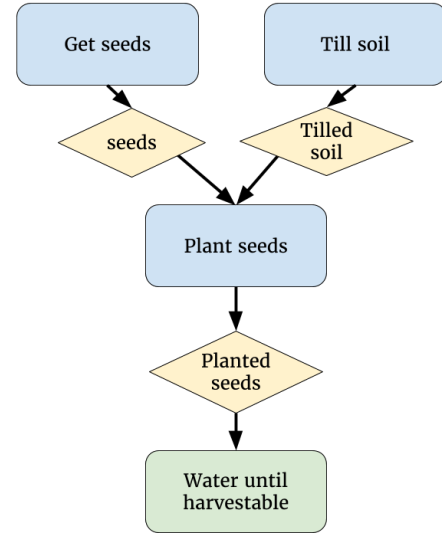 Get seeds
Till soil
seeds
Tilled
soil
Plant seeds
Planted
seeds
Water until
harvestable